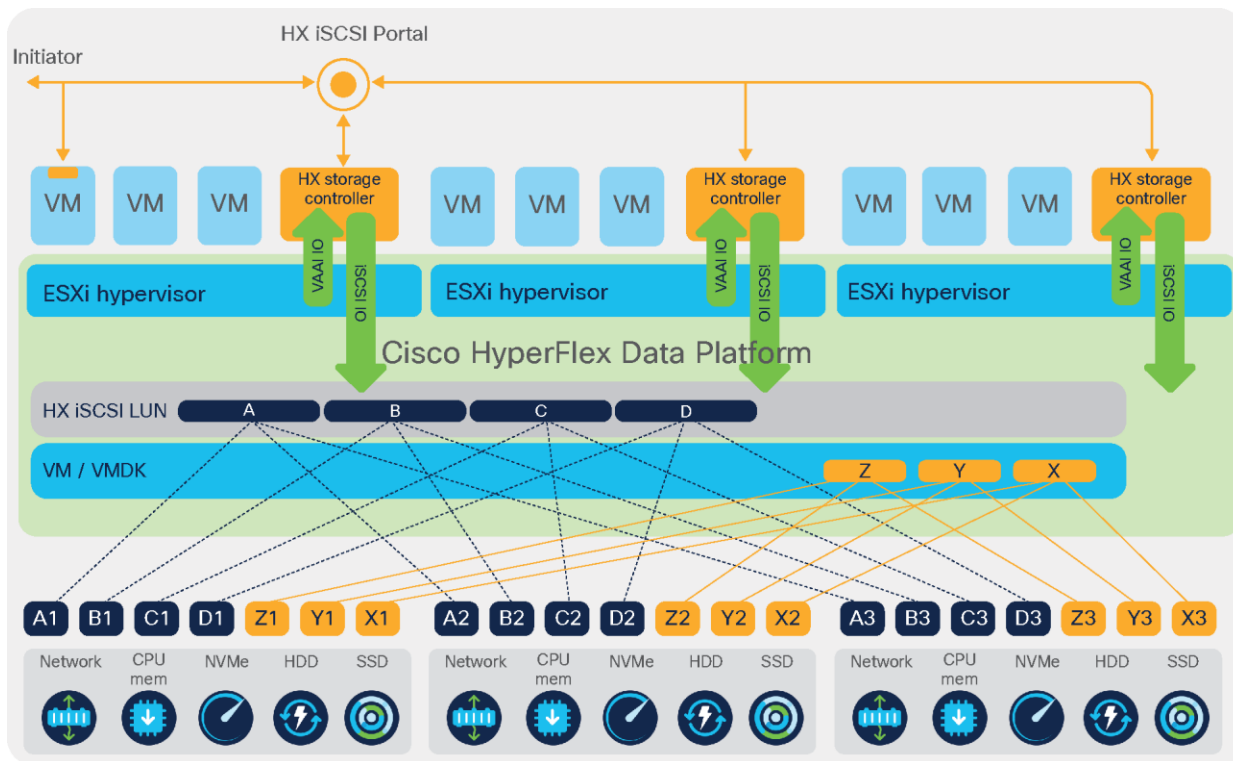 HX iSCSI Portal
Initiator
VM VM VM HX storage controller VM VM VM HX storage controller VM VM VM HX storage controller
VAAI IO iSCSI IO VAAI IO iSCSI IO VAAI IO iSCSI IO
ESXi hypervisor ESXi hypervisor ESXi hypervisor
Cisco HyperFlex Data Platform
HX iSCSI LUN A B C D
VM / VMDK Z Y X
A1 B1 C1 D1 Z1 Y1 X1 A2 B2 C2 D2 Z2 Y2 X2 A3 B3 C3 D3 Z3 Y3 X3
Network CPU mem NVMe HDD SSD Network CPU mem NVMe HDD SSD Network CPU mem NVMe HDD SSD